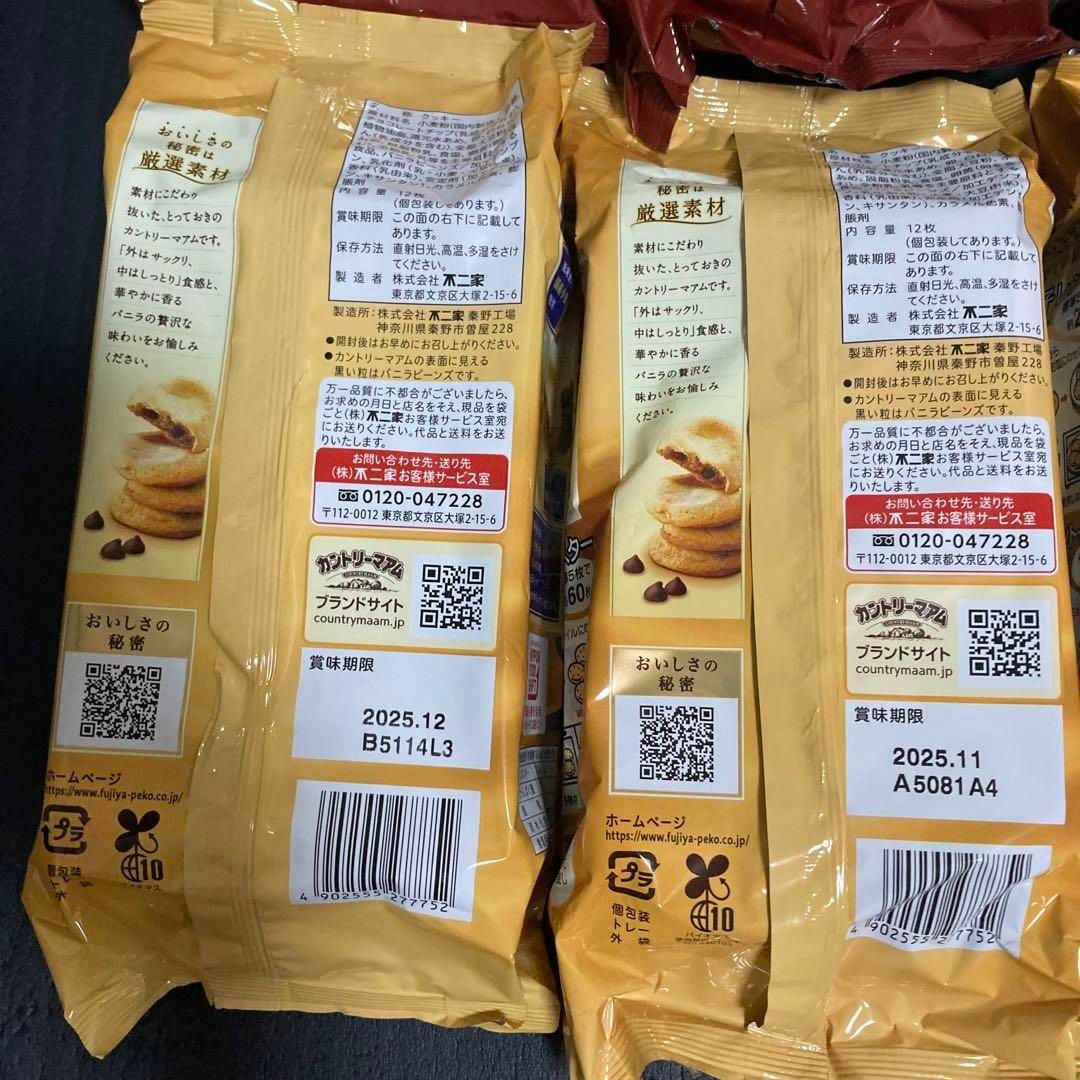 おいしさの
秘密は
厳選素材
素材にこだわり
抜いた、とっておきの
カントリーマアムです。
「外はサックリ、
中はしっとり」食感と、
華やかに香る
バニラの贅沢な
味わいをお愉しみ
ください。
おいしさの
秘密
ホームページ
https://www.fujiya-peko.co.jp/
プラ
個包装
10
バイオマス
クッキー
内容量 12枚
(個包装してあります。)
賞味期限 この面の右下に記載して
あります。
保存方法 直射日光、高温、多湿をさけ
てください。
製造者 株式会社 不二家
東京都文京区大塚2-15-6
製造所:株式会社 不二家 秦野工場
神奈川県秦野市曽屋228
●開封後はお早めにお召し上がりください。
●カントリーマアムの表面に見える
黒い粒はバニラビーンズです。
万一品質に不都合がございましたら、
お求めの月日と店名をそえ、現品を袋
ごと(株)不二家お客様サービス室宛
にお送りください。代品と送料をお送
りいたします。
お問い合わせ先・送り先
(株)不二家お客様サービス室
0120-047228
〒112-0012 東京都文京区大塚2-15-6
カントリーマアム
COUNTRY MAAM
ブランドサイト
countrymaam.jp
賞味期限
2025.12
B5114L3
4902555277752
秘密は
厳選素材
素材にこだわり
抜いた、とっておきの
カントリーマアムです。
「外はサックリ、
中はしっとり」食感と、
華やかに香る
バニラの贅沢な
味わいをお愉しみ
ください。
おいしさの
秘密
ホームページ
https://www.fujiya-peko.co.jp/
プラ
個包装
トレー
外袋
10
バイオマス
ン、キサンタン)、カラメル色素、膨
脹剤
内容量 12枚
(個包装してあります。)
賞味期限 この面の右下に記載して
あります。
保存方法 直射日光、高温、多湿をさけ
てください。
製造者 株式会社 不二家
東京都文京区大塚2-15-6
製造所:株式会社 不二家 秦野工場
神奈川県秦野市曽屋228
●開封後はお早めにお召し上がりください。
●カントリーマアムの表面に見える
黒い粒はバニラビーンズです。
万一品質に不都合がございましたら、
お求めの月日と店名をそえ、現品を袋
ごと(株)不二家お客様サービス室宛
にお送りください。代品と送料をお送
りいたします。
お問い合わせ先・送り先
(株)不二家お客様サービス室
0120-047228
〒112-0012 東京都文京区大塚2-15-6
カントリーマアム
COUNTRY MAAM
ブランドサイト
countrymaam.jp
賞味期限
2025.11
A5081A4
4902555277752